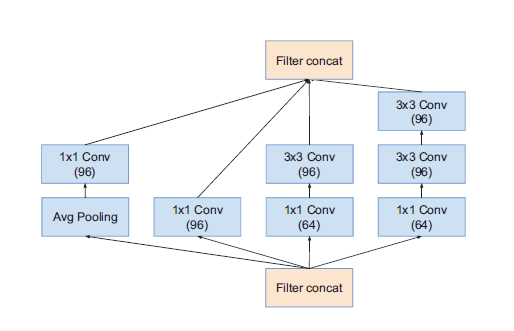 Filter concat
3x3 Conv
(96)
1x1 Conv
(96)
3x3 Conv
(96)
3x3 Conv
(96)
Avg Pooling
1x1 Conv
(96)
1x1 Conv
(64)
1x1 Conv
(64)
Filter concat